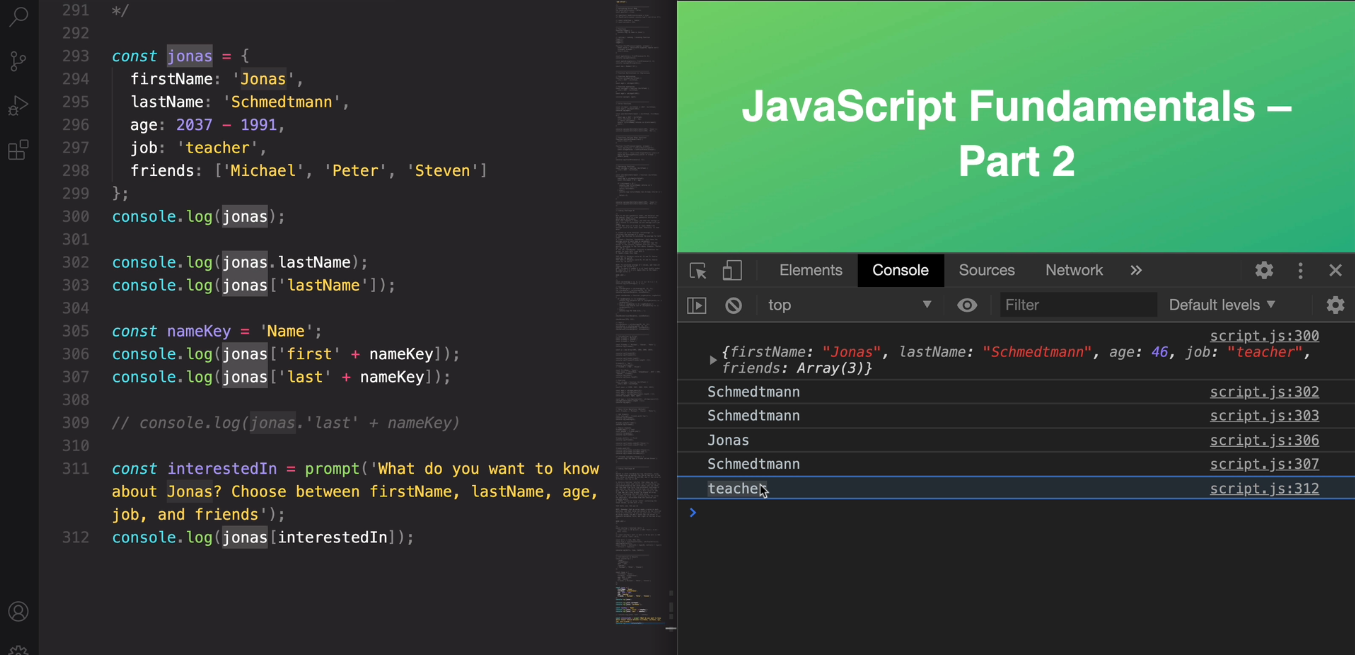 291 */
292
293 const jonas = {
294 firstName: 'Jonas',
295 lastName: 'Schmedtmann',
296 age: 2037 – 1991,
297 job: 'teacher',
298 friends: ['Michael', 'Peter', 'Steven']
299 };
300 console.log(jonas);
301
302 console.log(jonas.lastName);
303 console.log(jonas['lastName']);
304
305 const nameKey = 'Name';
306 console.log(jonas['first' + nameKey]);
307 console.log(jonas['last' + nameKey]);
308
309 // console.log(jonas.'last' + nameKey)
310
311 const interestedIn = prompt('What do you want to know
about Jonas? Choose between firstName, lastName, age,
job, and friends');
312 console.log(jonas[interestedIn]);
JavaScript Fundamentals –
Part 2
Elements Console Sources Network »
top Filter Default levels
script.js:300
{firstName: "Jonas", lastName: "Schmedtmann", age: 46, job: "teacher",
friends: Array(3)}
Schmedtmann script.js:302
Schmedtmann script.js:303
Jonas script.js:306
Schmedtmann script.js:307
teacher script.js:312
>